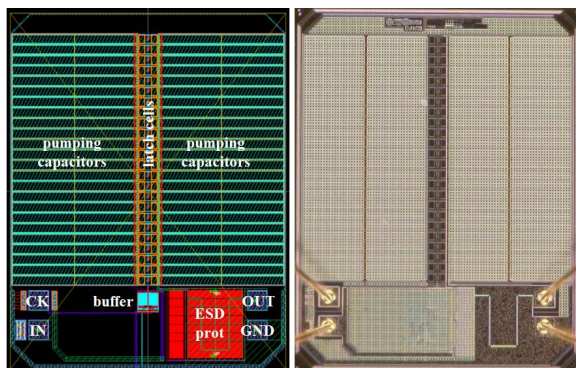 pumping
capacitors
latch cells
pumping
capacitors
CK
buffer
OUT
IN
ESD
prot
GND